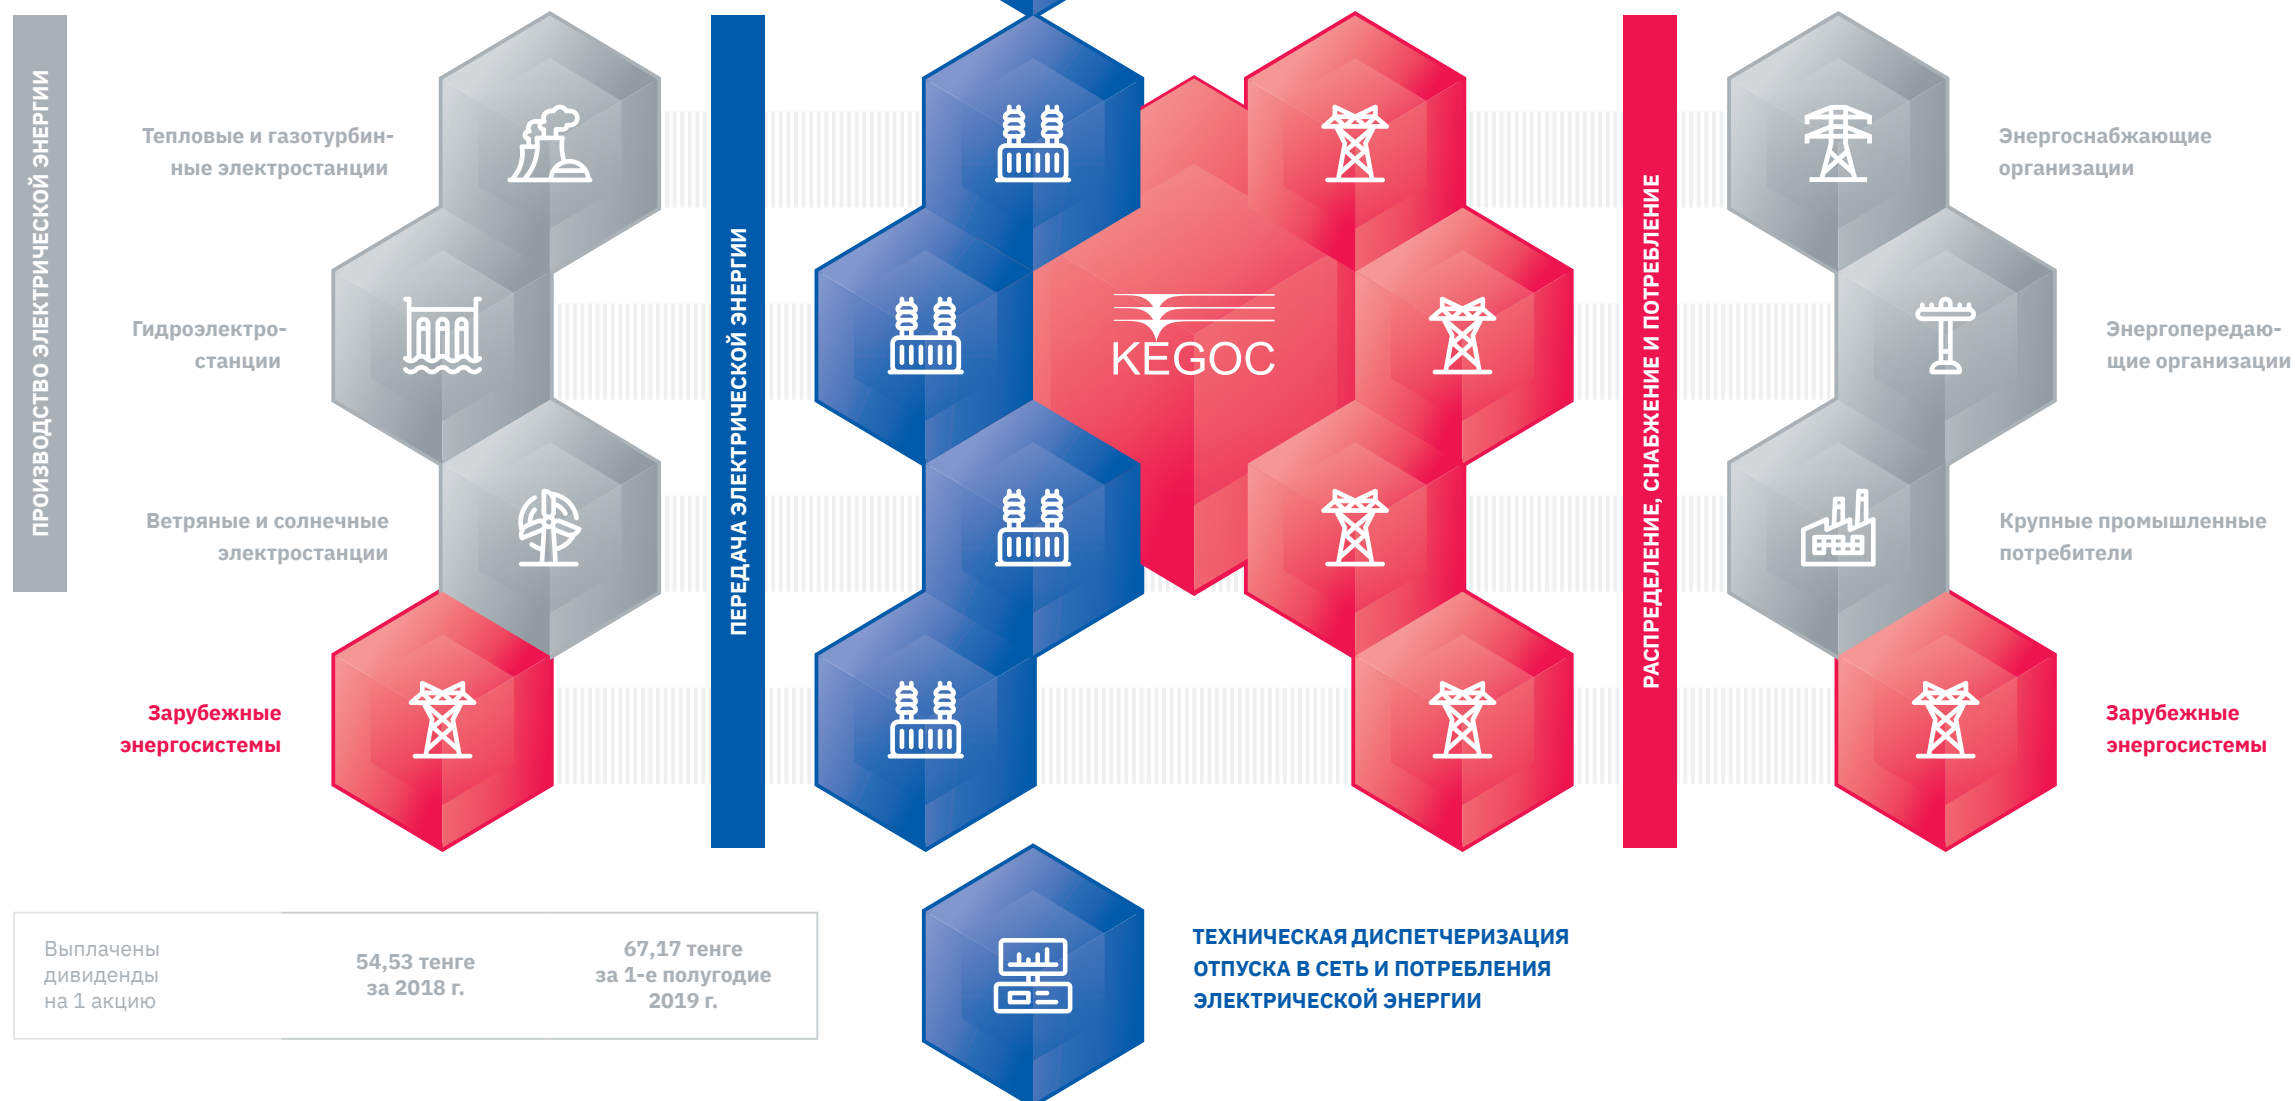 ПРОИЗВОДСТВО ЭЛЕКТРИЧЕСКОЙ ЭНЕРГИИ
Тепловые и газотурбин-
ные электростанции
Гидроэлектро-
станции
Ветряные и солнечные
электростанции
Зарубежные
энергосистемы
ПЕРЕДАЧА ЭЛЕКТРИЧЕСКОЙ ЭНЕРГИИ
KEGOC
РАСПРЕДЕЛЕНИЕ, СНАБЖЕНИЕ И ПОТРЕБЛЕНИЕ
Энергоснабжающие
организации
Энергопередаю-
щие организации
Крупные промышленные
потребители
Зарубежные
энергосистемы
Выплачены
дивиденды
на 1 акцию
54,53 тенге
за 2018 г.
67,17 тенге
за 1-е полугодие
2019 г.
ТЕХНИЧЕСКАЯ ДИСПЕТЧЕРИЗАЦИЯ
ОТПУСКА В СЕТЬ И ПОТРЕБЛЕНИЯ
ЭЛЕКТРИЧЕСКОЙ ЭНЕРГИИ